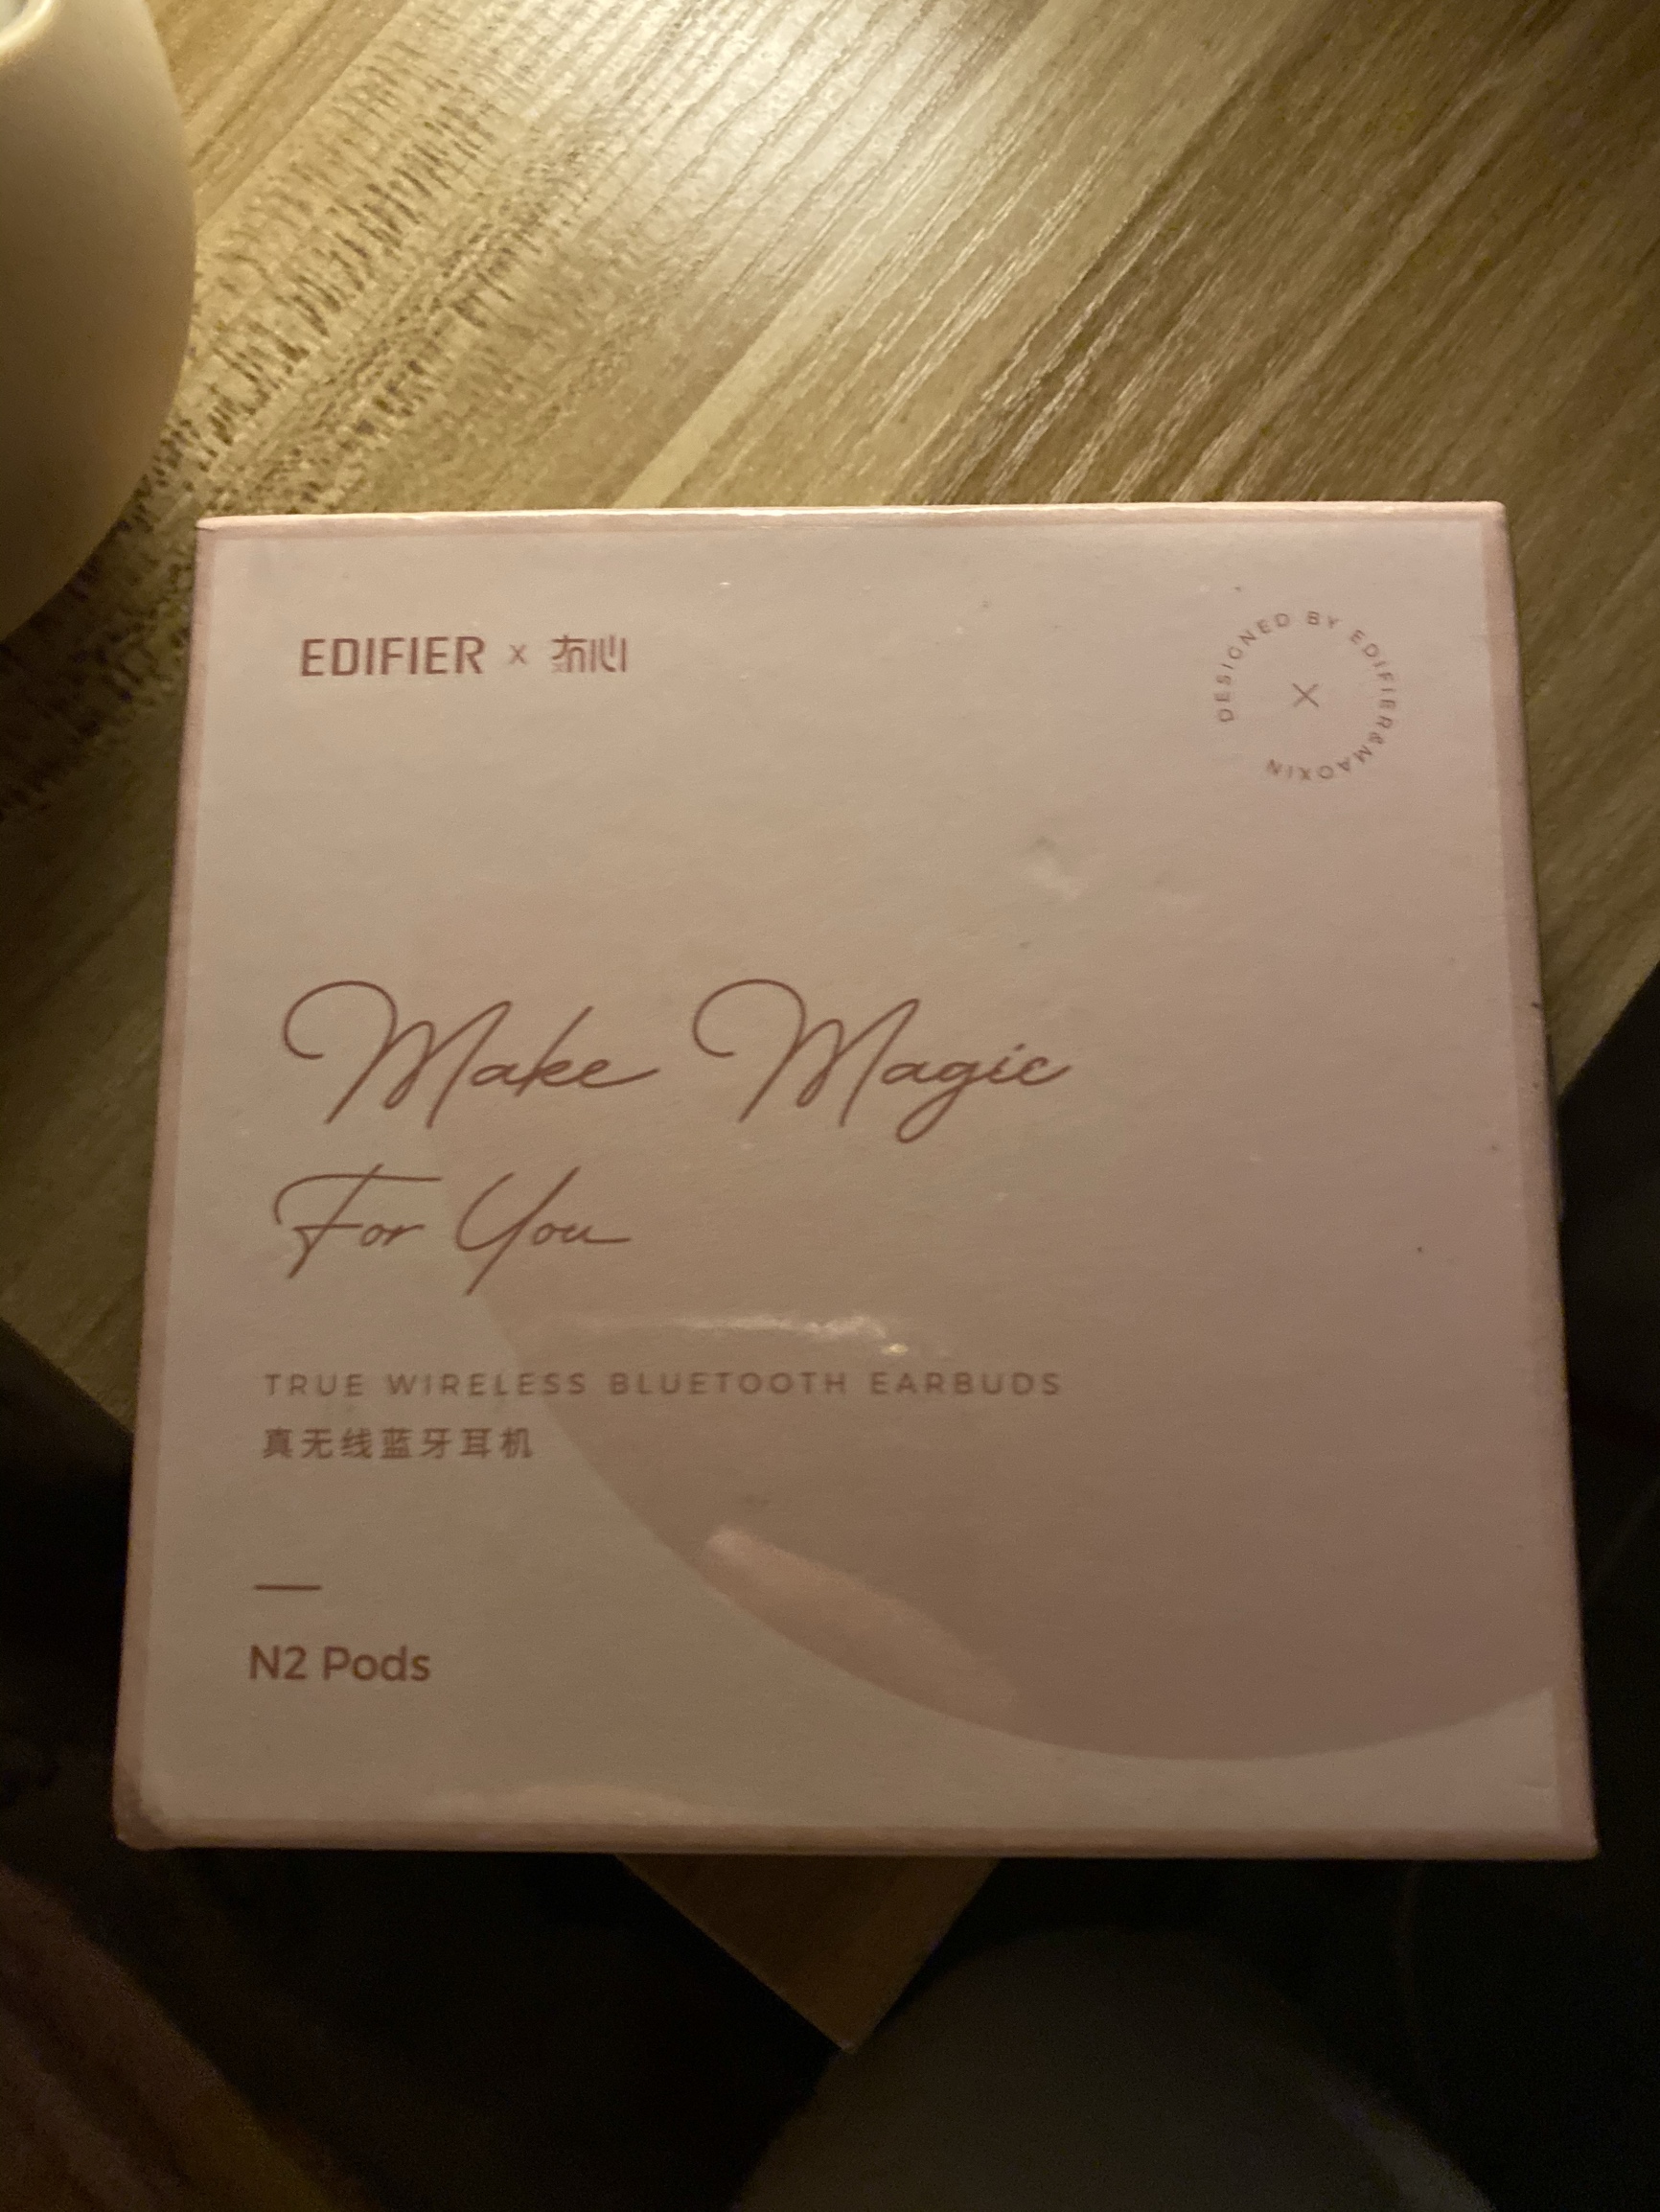 EDIFIER x 茆心
DESIGNED BY EDIFIER&MAOXIN
X
Make Magic
For You
TRUE WIRELESS BLUETOOTH EARBUDS
真无线蓝牙耳机
N2 Pods